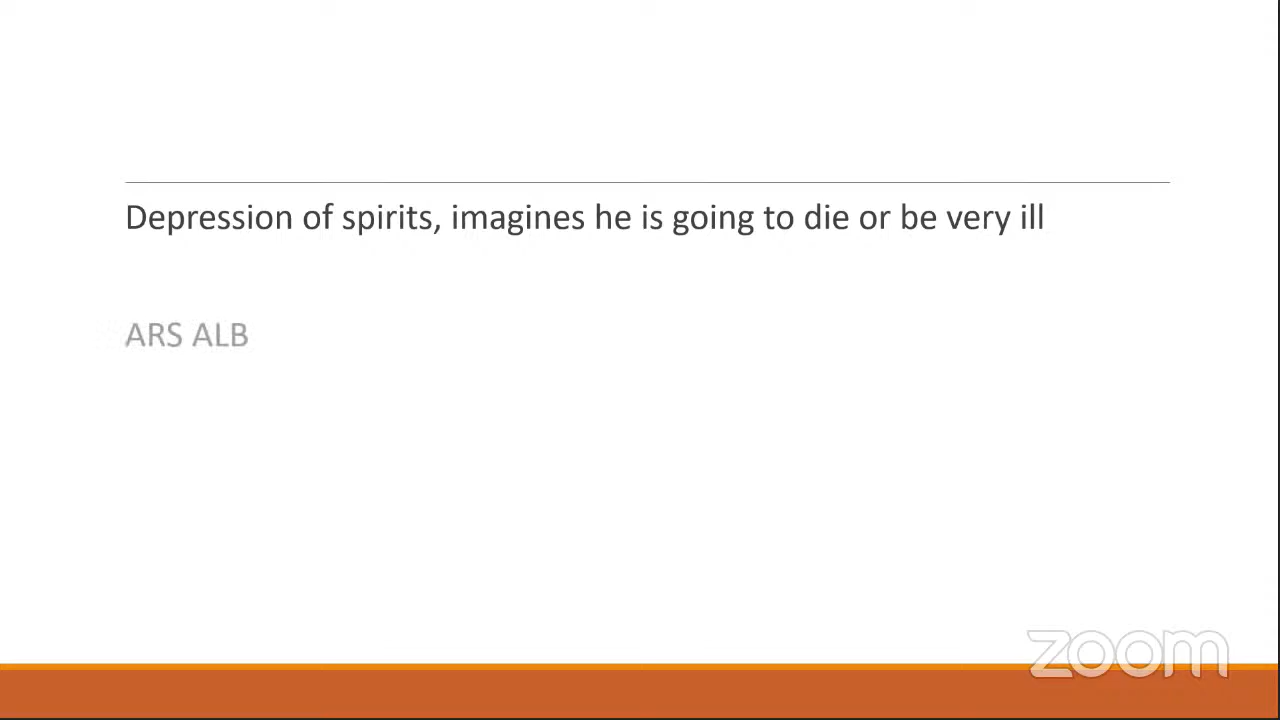 Depression of spirits, imagines he is going to die or be very ill
ARS ALB
zoom